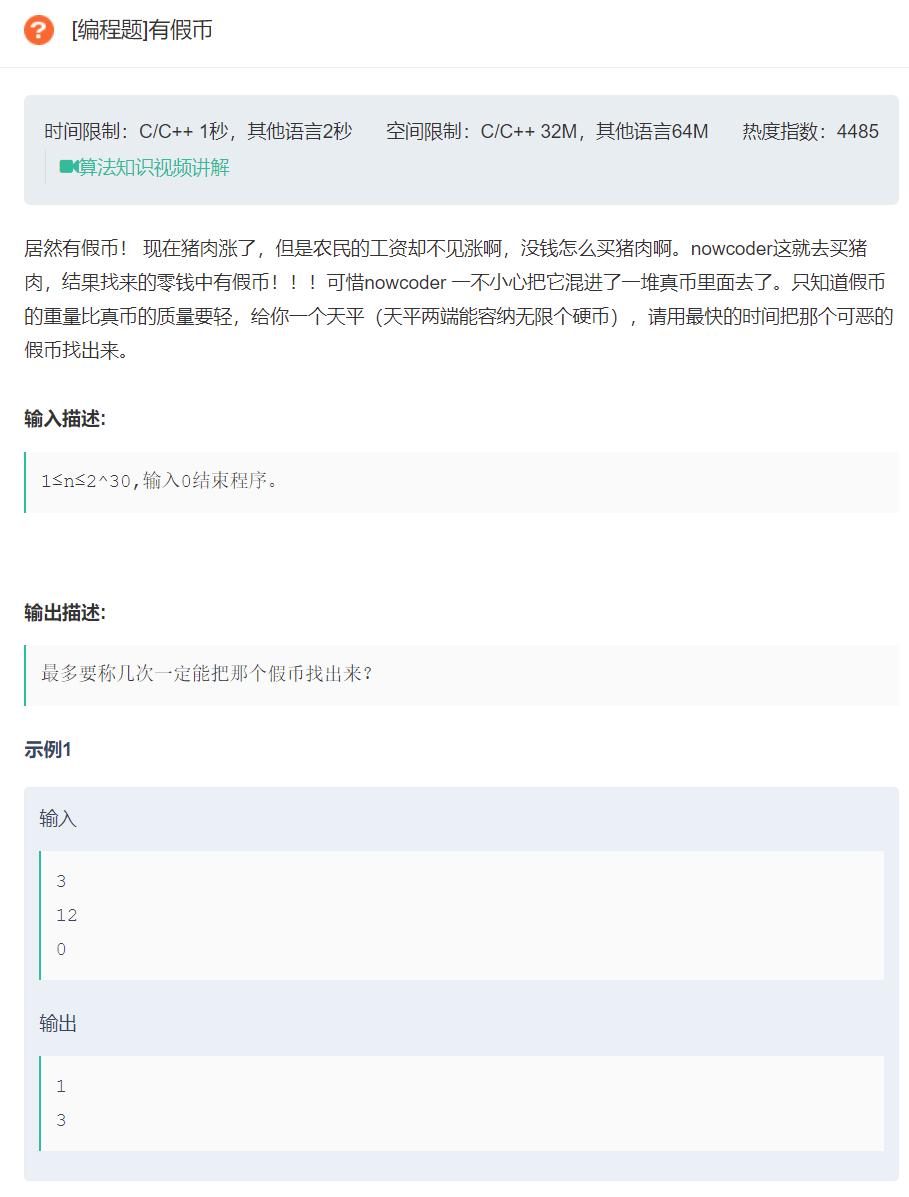 ?
[编程题]有假币
时间限制：C/C++ 1秒，其他语言2秒 空间限制：C/C++ 32M，其他语言64M 热度指数：4485
算法知识视频讲解
居然有假币！ 现在猪肉涨了，但是农民的工资却不见涨啊，没钱怎么买猪肉啊。nowcoder这就去买猪
肉，结果找来的零钱中有假币！！！可惜nowcoder 一不小心把它混进了一堆真币里面去了。只知道假币
的重量比真币的质量要轻，给你一个天平（天平两端能容纳无限个硬币），请用最快的时间把那个可恶的
假币找出来。
输入描述:
1≤n≤2^30,输入0结束程序。
输出描述:
最多要称几次一定能把那个假币找出来？
示例1
输入
3
12
0
输出
1
3